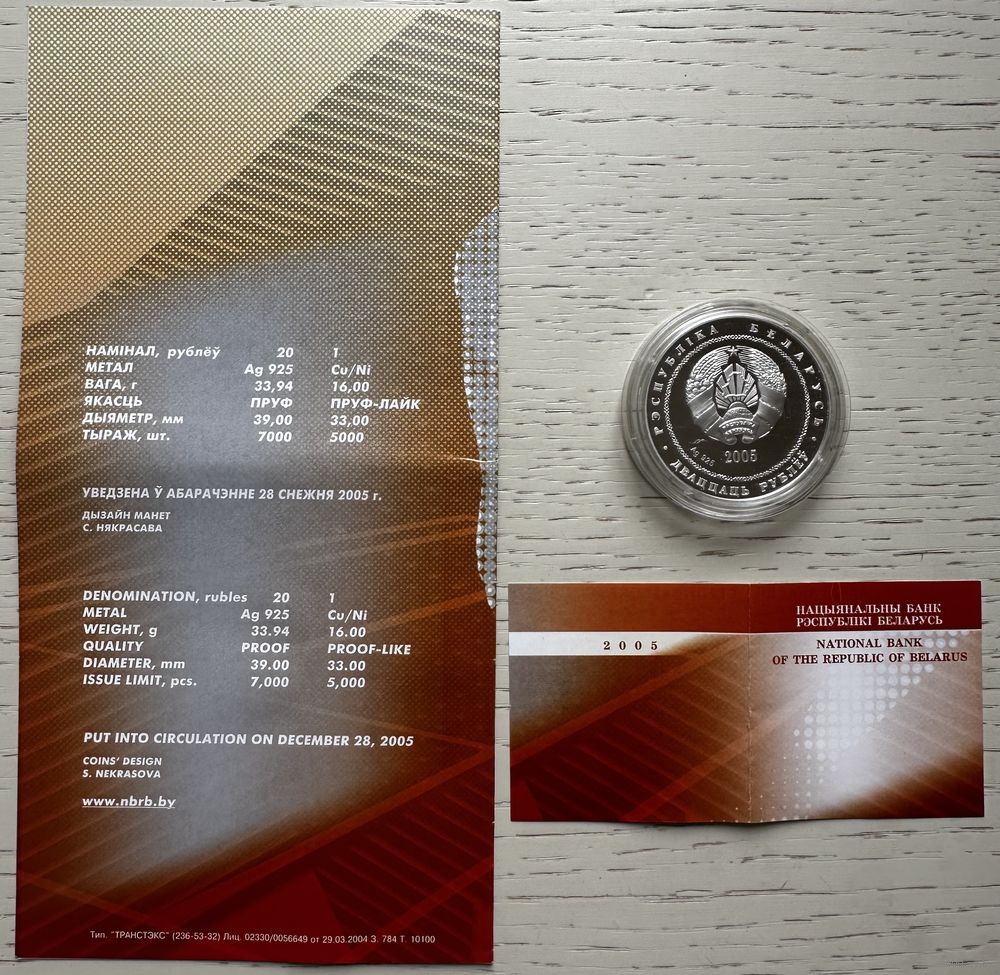 НАМІНАЛ, рублёў 20 1
МЕТАЛ Ag 925 Cu/Ni
ВАГА, г 33,94 16,00
ЯКАСЦЬ ПРУФ ПРУФ-ЛАЙК
ДЫЯМЕТР, мм 39,00 33,00
ТЫРАЖ, шт. 7000 5000
УВЕДЗЕНА Ў АБАРАЧЭННЕ 28 СНЕЖНЯ 2005 г.
ДЫЗАЙН МАНЕТ
С. НЯКРАСАВА
DENOMINATION, rubles 20 1
METAL Ag 925 Cu/Ni
WEIGHT, g 33.94 16.00
QUALITY PROOF PROOF-LIKE
DIAMETER, mm 39.00 33.00
ISSUE LIMIT, pcs. 7,000 5,000
PUT INTO CIRCULATION ON DECEMBER 28, 2005
COINS' DESIGN
S. NEKRASOVA
www.nbrb.by
Тип. "ТРАНСТЭКС" (236-53-32) Лиц. 02330/0056649 от 29.03.2004 З. 784 Т. 10100
РЭСПУБЛІКА БЕЛАРУСЬ
Ag 925
2005
ДВАЦЦАЦЬ РУБЛЁЎ
2005
НАЦЫЯНАЛЬНЫ БАНК
РЭСПУБЛІКІ БЕЛАРУСЬ
NATIONAL BANK
OF THE REPUBLIC OF BELARUS